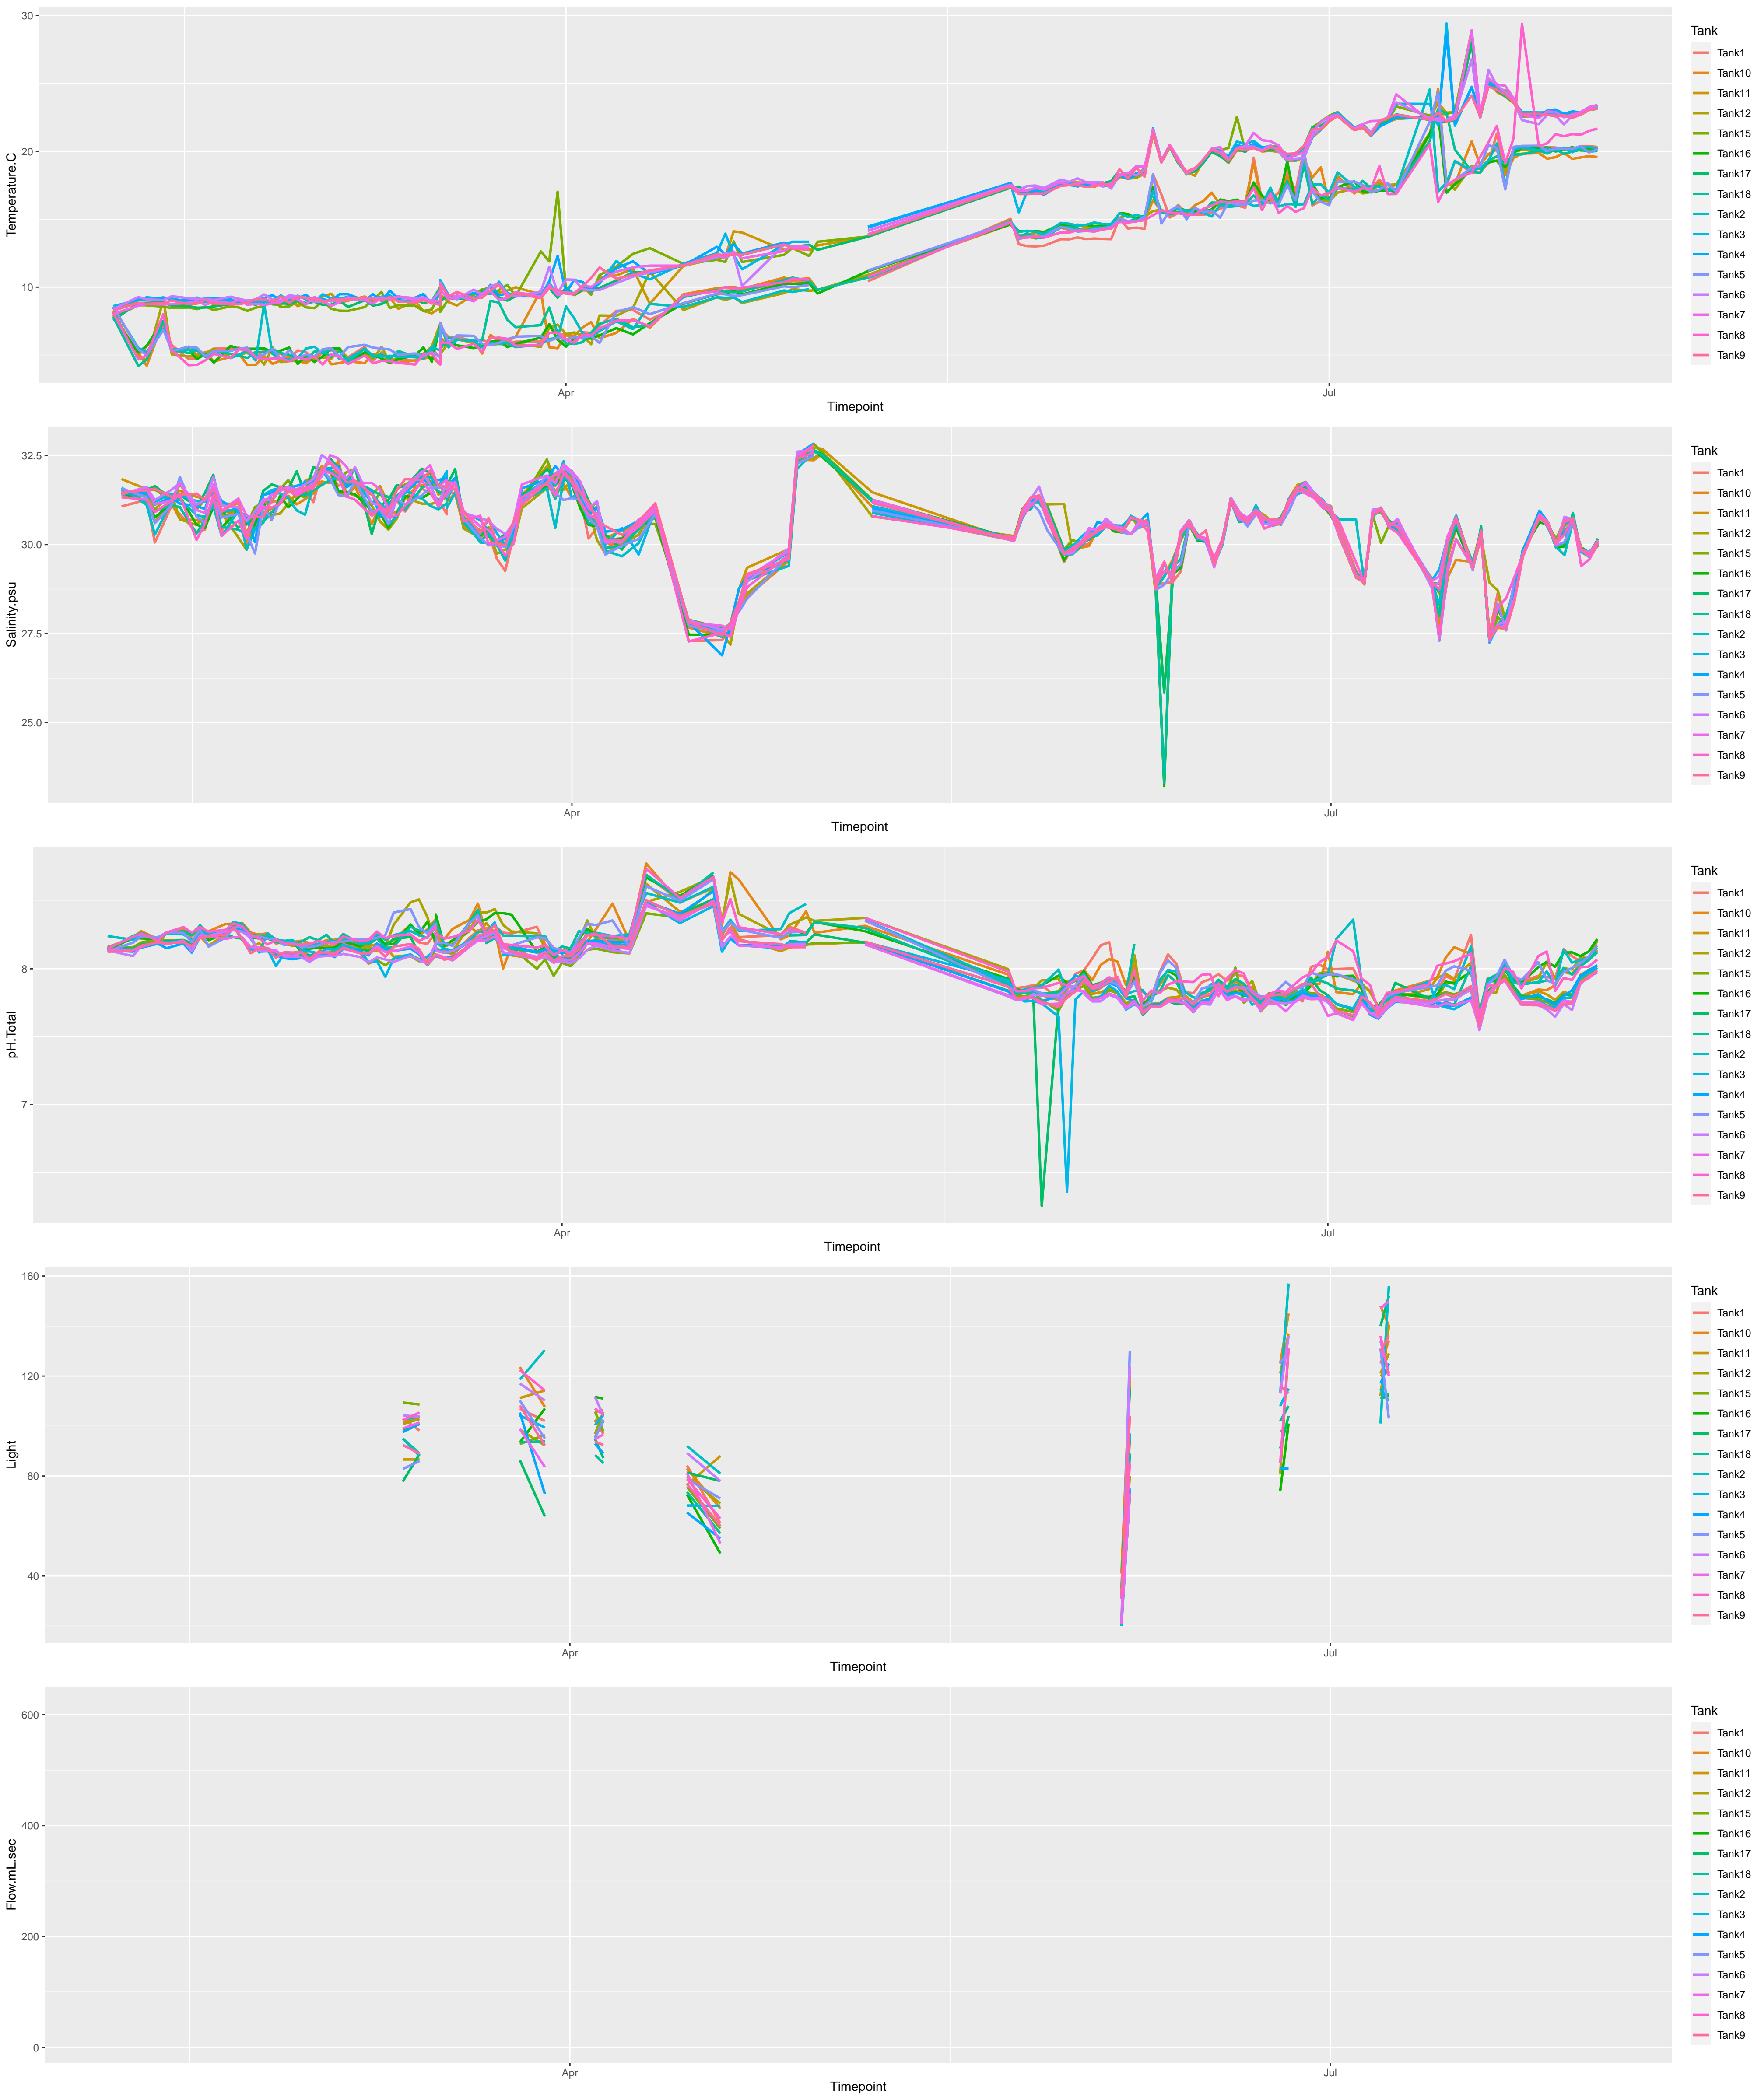 30
20
10
Temperature.C
Apr
Jul
Timepoint
Tank
Tank1
Tank10
Tank11
Tank12
Tank15
Tank16
Tank17
Tank18
Tank2
Tank3
Tank4
Tank5
Tank6
Tank7
Tank8
Tank9
32.5
30.0
27.5
25.0
Salinity.psu
Apr
Jul
Timepoint
Tank
Tank1
Tank10
Tank11
Tank12
Tank15
Tank16
Tank17
Tank18
Tank2
Tank3
Tank4
Tank5
Tank6
Tank7
Tank8
Tank9
8
7
pH.Total
Apr
Jul
Timepoint
Tank
Tank1
Tank10
Tank11
Tank12
Tank15
Tank16
Tank17
Tank18
Tank2
Tank3
Tank4
Tank5
Tank6
Tank7
Tank8
Tank9
160
120
80
40
Light
Apr
Jul
Timepoint
Tank
Tank1
Tank10
Tank11
Tank12
Tank15
Tank16
Tank17
Tank18
Tank2
Tank3
Tank4
Tank5
Tank6
Tank7
Tank8
Tank9
600
400
200
0
Flow.mL.sec
Apr
Jul
Timepoint
Tank
Tank1
Tank10
Tank11
Tank12
Tank15
Tank16
Tank17
Tank18
Tank2
Tank3
Tank4
Tank5
Tank6
Tank7
Tank8
Tank9